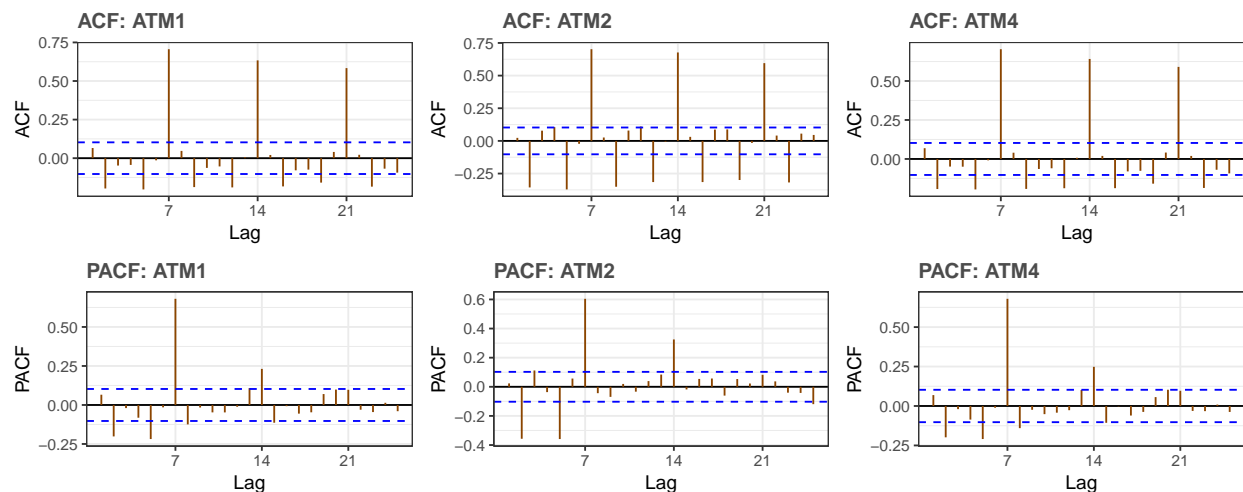 ACF: ATM1
0.75
0.50
0.25
0.00
ACF
7
14
21
Lag
ACF: ATM2
0.75
0.50
0.25
0.00
−0.25
ACF
7
14
21
Lag
ACF: ATM4
0.50
0.25
0.00
ACF
7
14
21
Lag
PACF: ATM1
0.50
0.25
0.00
−0.25
PACF
7
14
21
Lag
PACF: ATM2
0.6
0.4
0.2
0.0
−0.2
−0.4
PACF
7
14
21
Lag
PACF: ATM4
0.50
0.25
0.00
−0.25
PACF
7
14
21
Lag